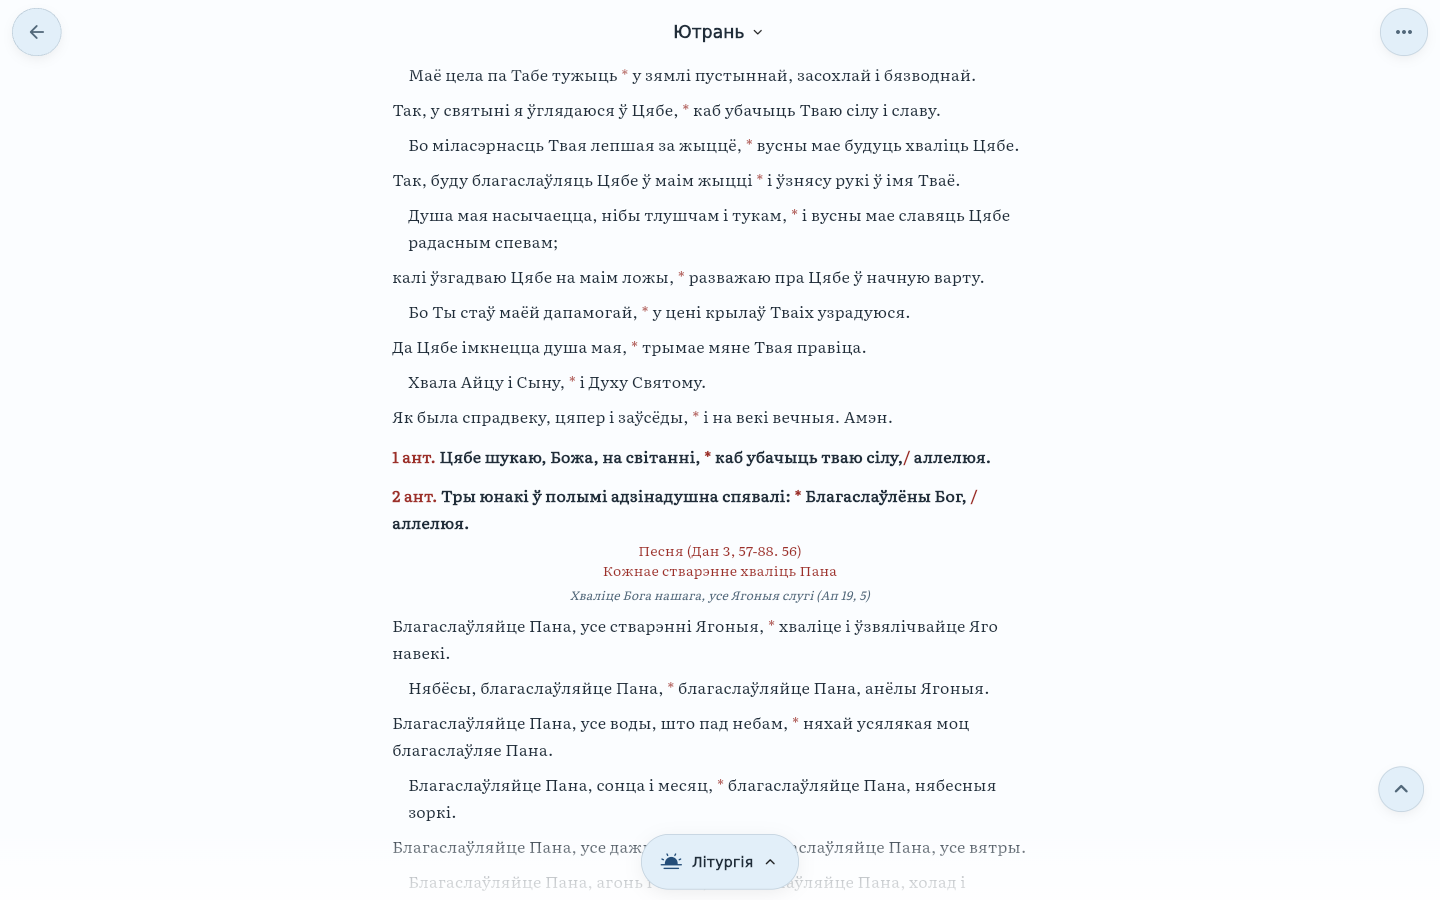 Ютрань
Маё цела па Табе тужыць * у зямлі пустыннай, засохлай і бязводнай.
Так, у святыні я ўглядаюся ў Цябе, * каб убачыць Тваю сілу і славу.
Бо міласэрнасць Твая лепшая за жыццё, * вусны мае будуць хваліць Цябе.
Так, буду благаслаўляць Цябе ў маім жыцці * і ўзнясу рукі ў імя Тваё.
Душа мая насычаецца, нібы тлушчам і тукам, * і вусны мае славяць Цябе
радасным спевам;
калі ўзгадваю Цябе на маім ложы, * разважаю пра Цябе ў начную варту.
Бо Ты стаў маёй дапамогай, * у цені крылаў Тваіх узрадуюся.
Да Цябе імкнецца душа мая, * трымае мяне Твая правіца.
Хвала Айцу і Сыну, * і Духу Святому.
Як была спрадвеку, цяпер і заўсёды, * і на векі вечныя. Амэн.
1 ант. Цябе шукаю, Божа, на світанні, * каб убачыць тваю сілу,/ аллелюя.
2 ант. Тры юнакі ў полымі адзінадушна спявалі: * Благаслаўлёны Бог, /
аллелюя.
Песня (Дан 3, 57-88. 56)
Кожнае стварэнне хваліць Пана
Хваліце Бога нашага, усе Ягоныя слугі (Ап 19, 5)
Благаслаўляйце Пана, усе стварэнні Ягоныя, * хваліце і ўзвялічвайце Яго
навекі.
Нябёсы, благаслаўляйце Пана, * благаслаўляйце Пана, анёлы Ягоныя.
Благаслаўляйце Пана, усе воды, што пад небам, * няхай усялякая моц
благаслаўляе Пана.
Благаслаўляйце Пана, сонца і месяц, * благаслаўляйце Пана, нябесныя
зоркі.
Благаслаўляйце Пана, усе Пана, усе вятры.
Благаслаўляйце Пана, агонь Пана, холад і
Літургія